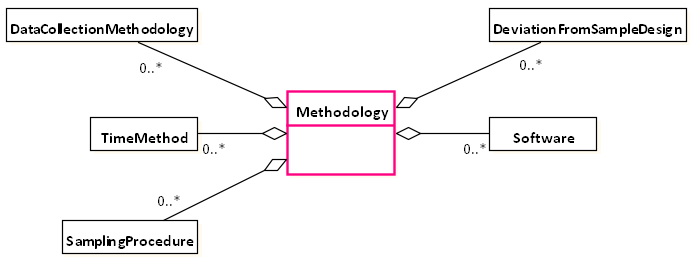 DataCollectionMethodology
DeviationFromSampleDesign
0..*
0..*
Methodology
TimeMethod
Software
0..*
0..*
0..*
SamplingProcedure